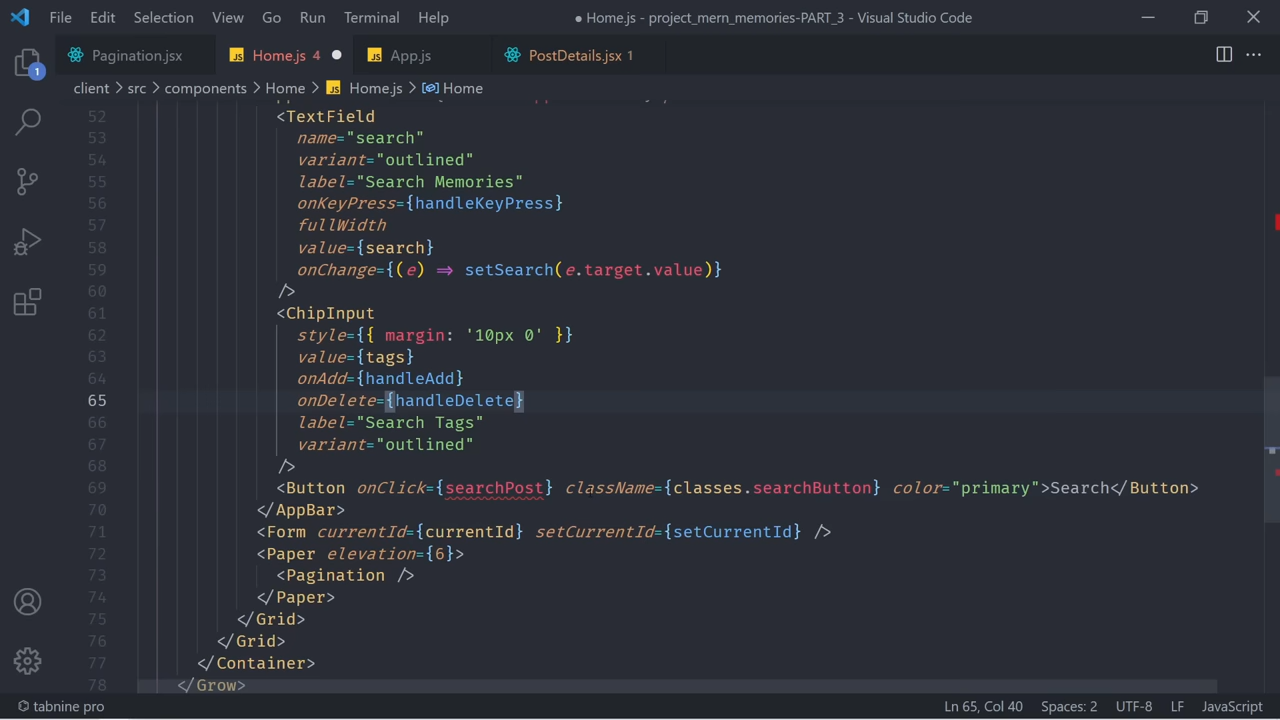 File Edit Selection View Go Run Terminal Help
● Home.js - project_mern_memories-PART_3 - Visual Studio Code
Pagination.jsx
JS Home.js 4
JS App.js
PostDetails.jsx 1
client > src > components > Home > JS Home.js > Home
52 <TextField
53 name="search"
54 variant="outlined"
55 label="Search Memories"
56 onKeyPress={handleKeyPress}
57 fullWidth
58 value={search}
59 onChange={(e) => setSearch(e.target.value)}
60 />
61 <ChipInput
62 style={{ margin: '10px 0' }}
63 value={tags}
64 onAdd={handleAdd}
65 onDelete={handleDelete}
66 label="Search Tags"
67 variant="outlined"
68 />
69 <Button onClick={searchPost} className={classes.searchButton} color="primary">Search</Button>
70 </AppBar>
71 <Form currentId={currentId} setCurrentId={setCurrentId} />
72 <Paper elevation={6}>
73 <Pagination />
74 </Paper>
75 </Grid>
76 </Grid>
77 </Container>
78 </Grow>
1
tabnine pro
Ln 65, Col 40 Spaces: 2 UTF-8 LF JavaScript